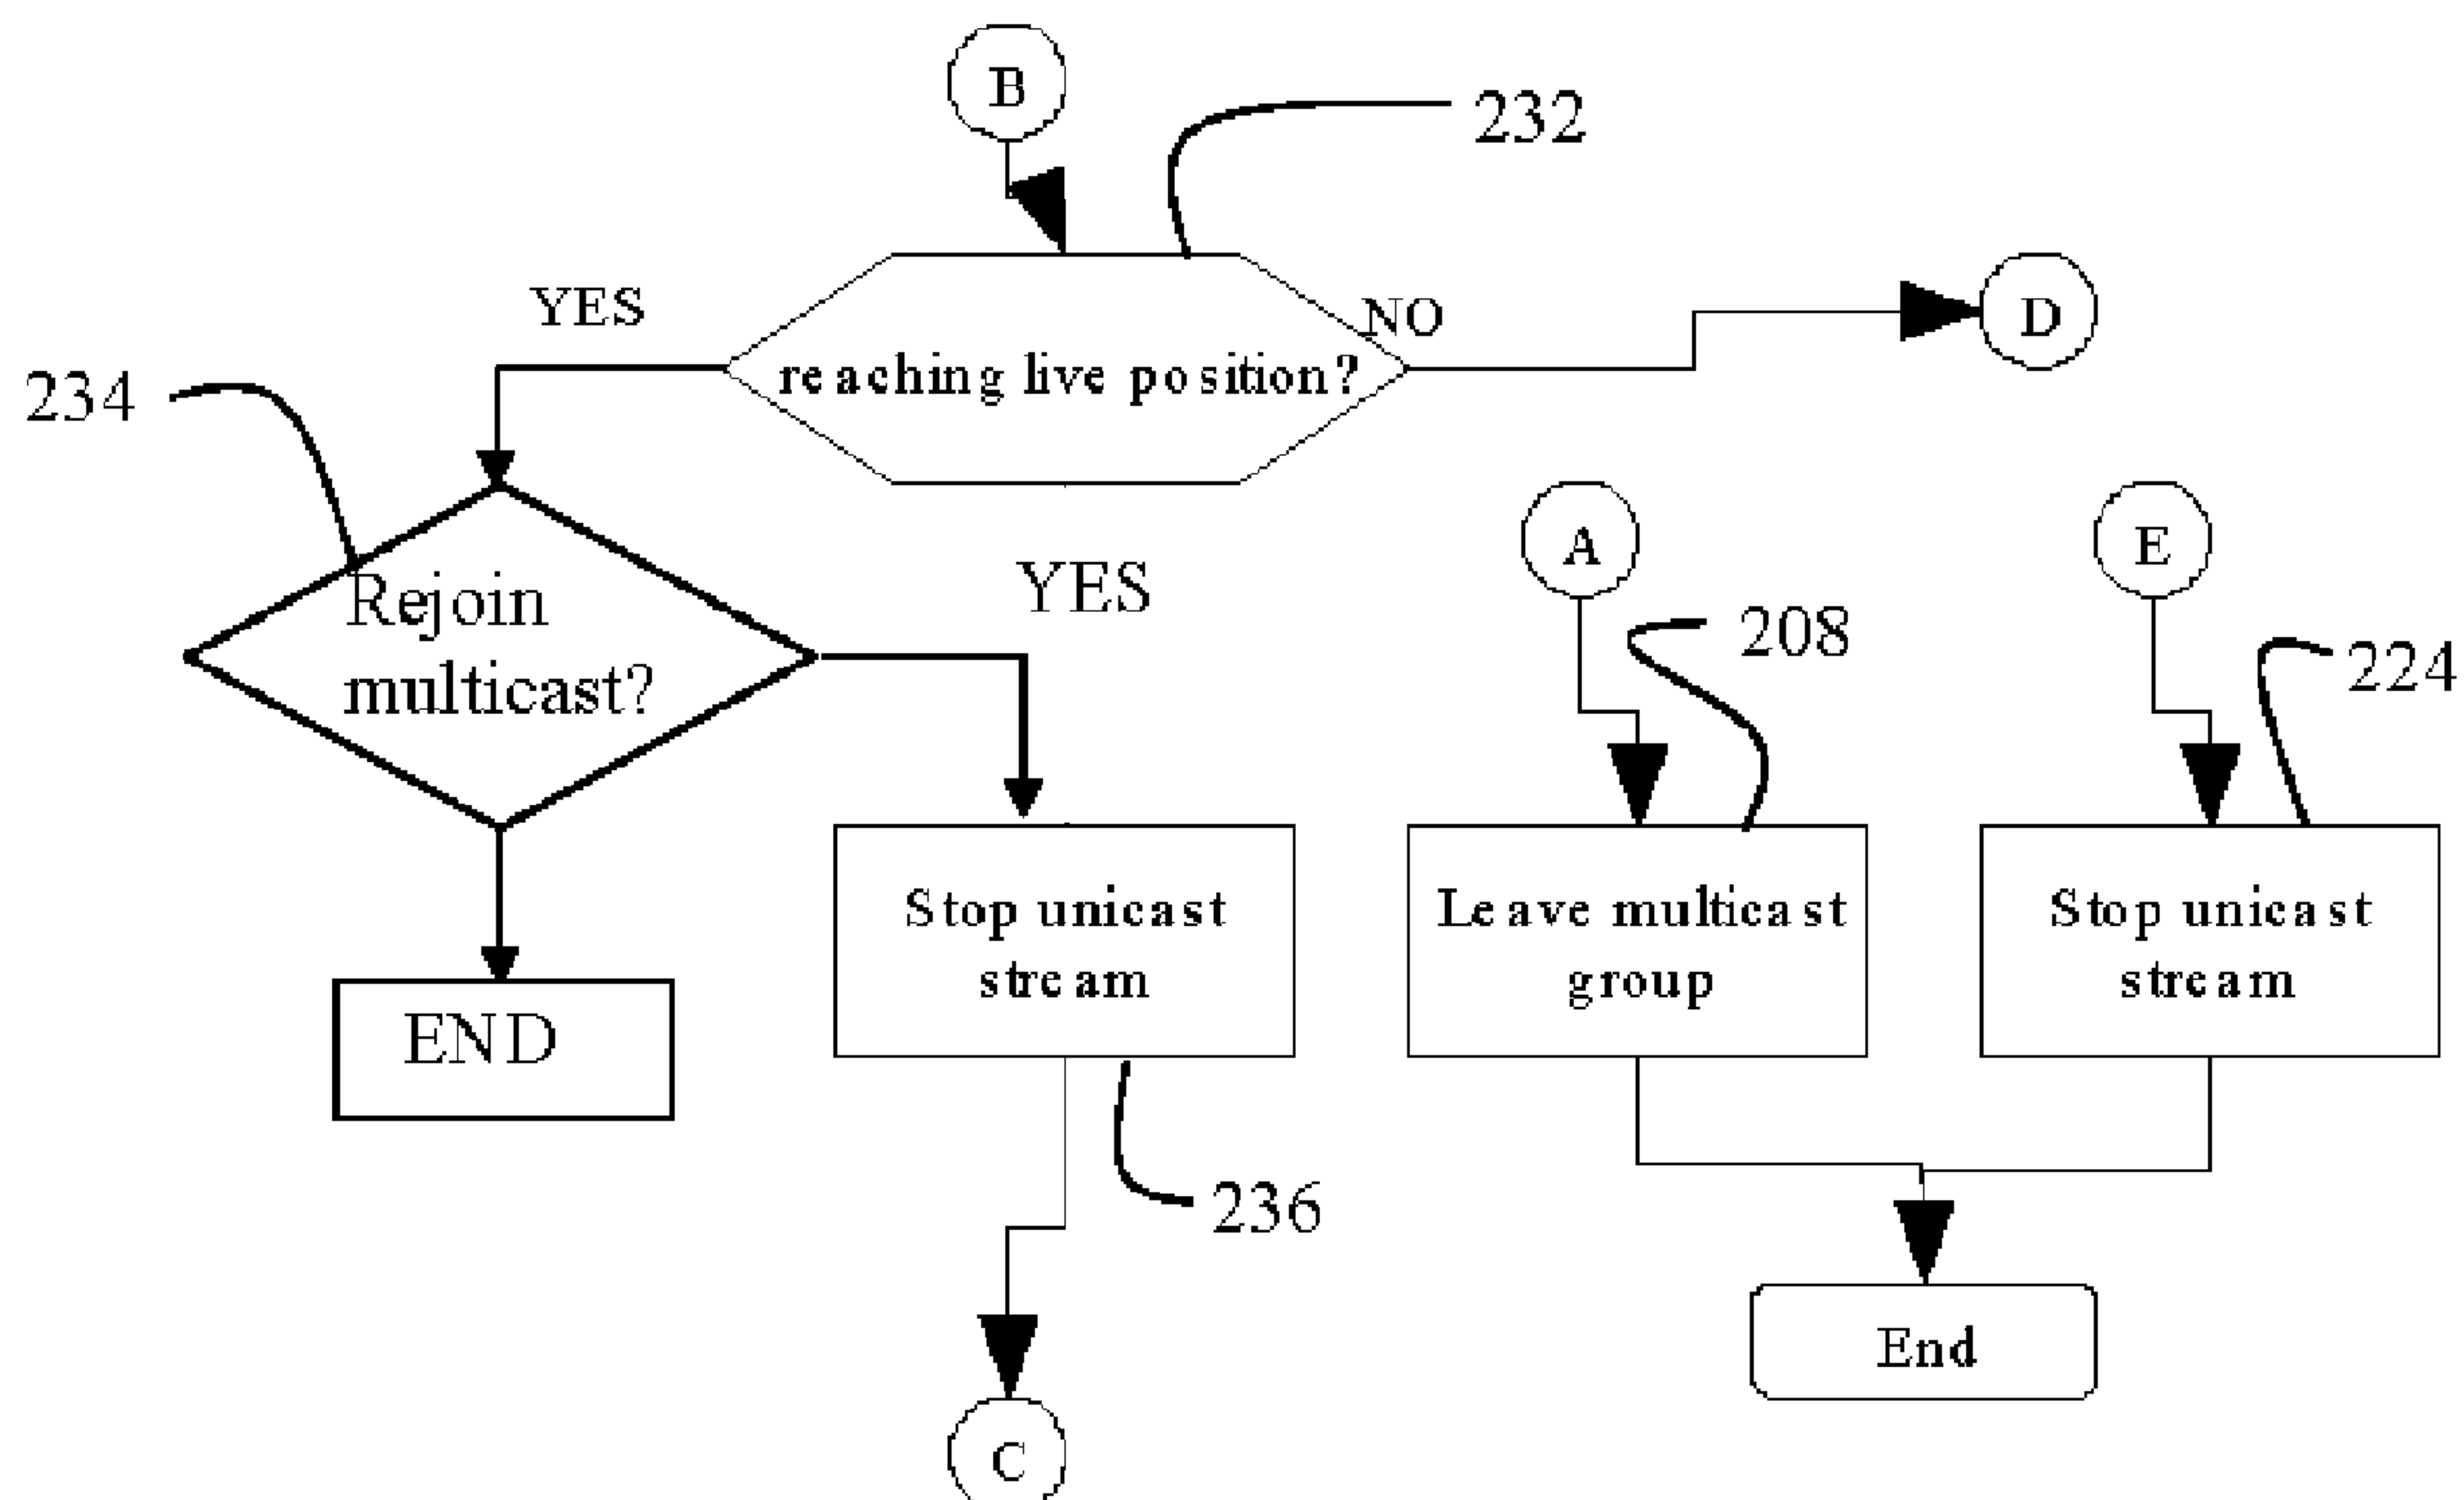 B
232
YES
NO
D
reaching live position?
234
A
E
YES
Rejoin
multicast?
208
224
Stop unicast
stream
Leave multicast
group
Stop unicast
stream
END
236
End
C